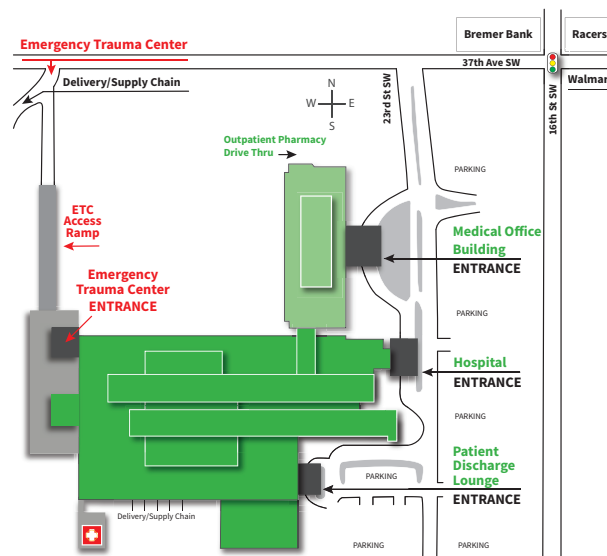 Bremer Bank
Racers
Emergency Trauma Center
37th Ave SW
Delivery/Supply Chain
Walmar
23rd St SW
16th St SW
N
W
E
S
Outpatient Pharmacy
Drive Thru
PARKING
ETC
Access
Ramp
Medical Office
Building
ENTRANCE
Emergency
Trauma Center
ENTRANCE
PARKING
Hospital
ENTRANCE
PARKING
Patient
Discharge
Lounge
ENTRANCE
PARKING
Delivery/Supply Chain
PARKING
PARKING